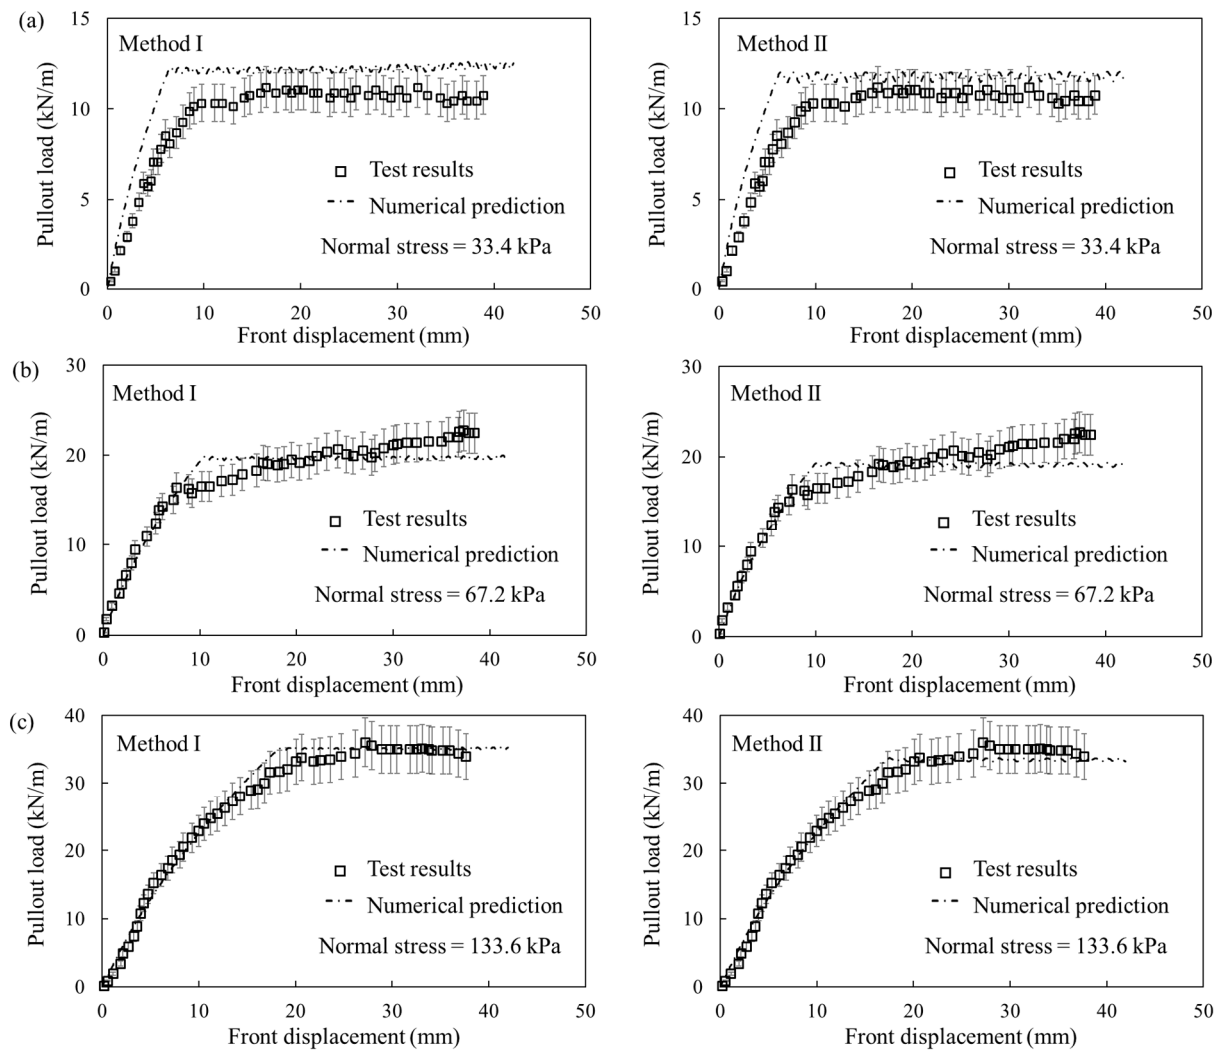 (a)
Method I
Pullout load (kN/m)
15
10
5
0
Test results
Numerical prediction
Normal stress = 33.4 kPa
0 10 20 30 40 50
Front displacement (mm)
Method II
Pullout load (kN/m)
15
10
5
0
Test results
Numerical prediction
Normal stress = 33.4 kPa
0 10 20 30 40 50
Front displacement (mm)
(b)
Method I
Pullout load (kN/m)
30
20
10
0
Test results
Numerical prediction
Normal stress = 67.2 kPa
0 10 20 30 40 50
Front displacement (mm)
Method II
Pullout load (kN/m)
30
20
10
0
Test results
Numerical prediction
Normal stress = 67.2 kPa
0 10 20 30 40 50
Front displacement (mm)
(c)
Method I
Pullout load (kN/m)
40
30
20
10
0
Test results
Numerical prediction
Normal stress = 133.6 kPa
0 10 20 30 40 50
Front displacement (mm)
Method II
Pullout load (kN/m)
40
30
20
10
0
Test results
Numerical prediction
Normal stress = 133.6 kPa
0 10 20 30 40 50
Front displacement (mm)